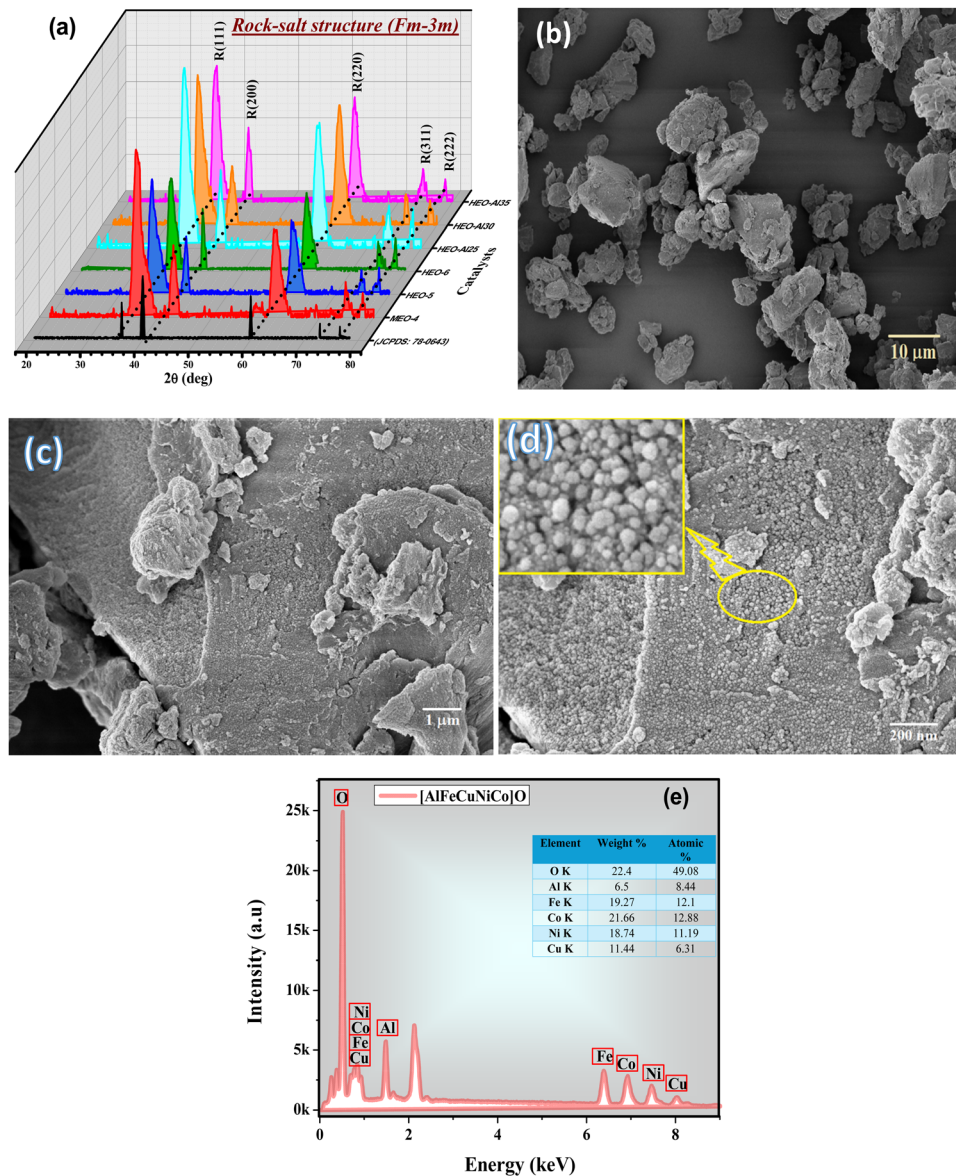 (a)
Rock-salt structure (Fm-3m)
R(111)
R(200)
R(220)
R(311)
R(222)
HEO-Al35
HEO-Al30
HEO-Al25
HEO-6
HEO-5
MEO-4
(JCPDS: 78-0643)
Catalysts
20 30 40 50 60 70 80
2θ (deg)
(b)
10 μm
(c)
1 μm
(d)
200 nm
(e)
[AlFeCuNiCo]O
O
Ni
Co
Fe
Cu
Al
Fe
Co
Ni
Cu
Element Weight % Atomic %
O K 22.4 49.08
Al K 6.5 8.44
Fe K 19.27 12.1
Co K 21.66 12.88
Ni K 18.74 11.19
Cu K 11.44 6.31
25k
20k
15k
10k
5k
0k
Intensity (a.u)
0 2 4 6 8
Energy (keV)